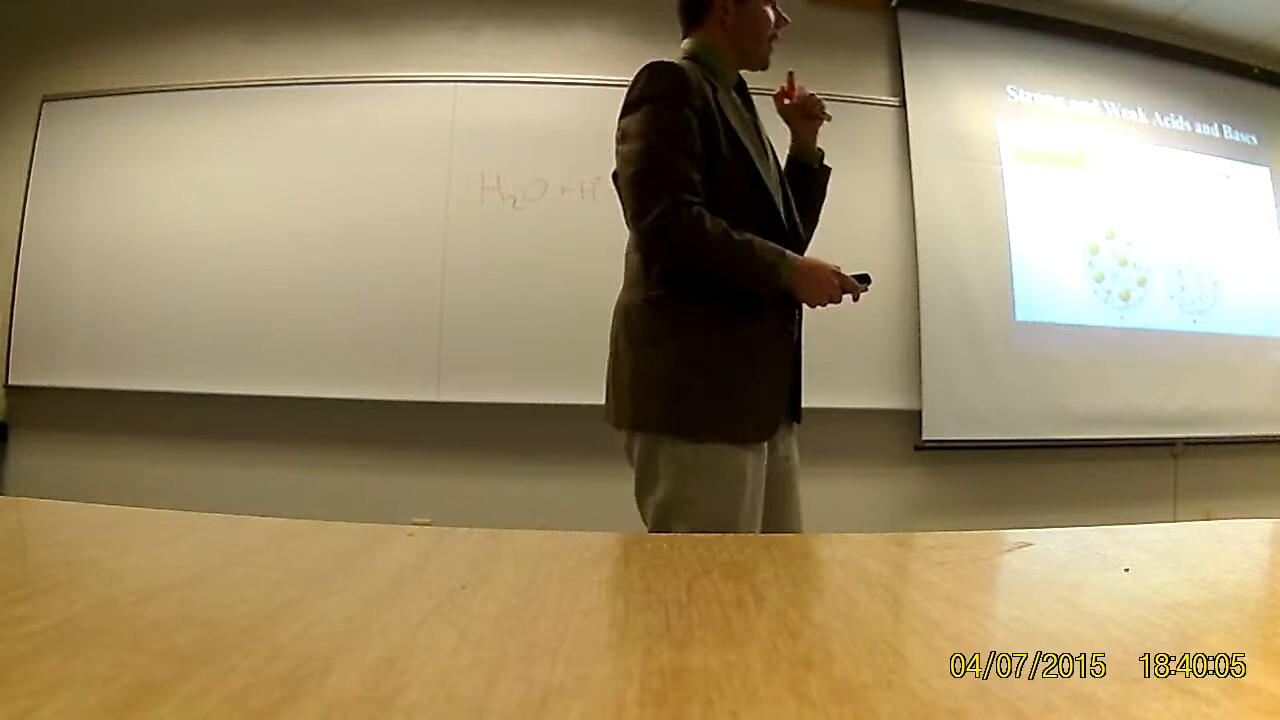 H₂O + H⁺
Strong and Weak Acids and Bases
04/07/2015 18:40:05